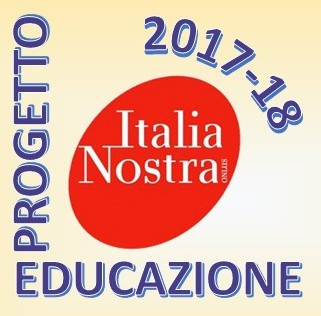 PROGETTO
2017-18
Italia
Nostra
ONLUS
EDUCAZIONE